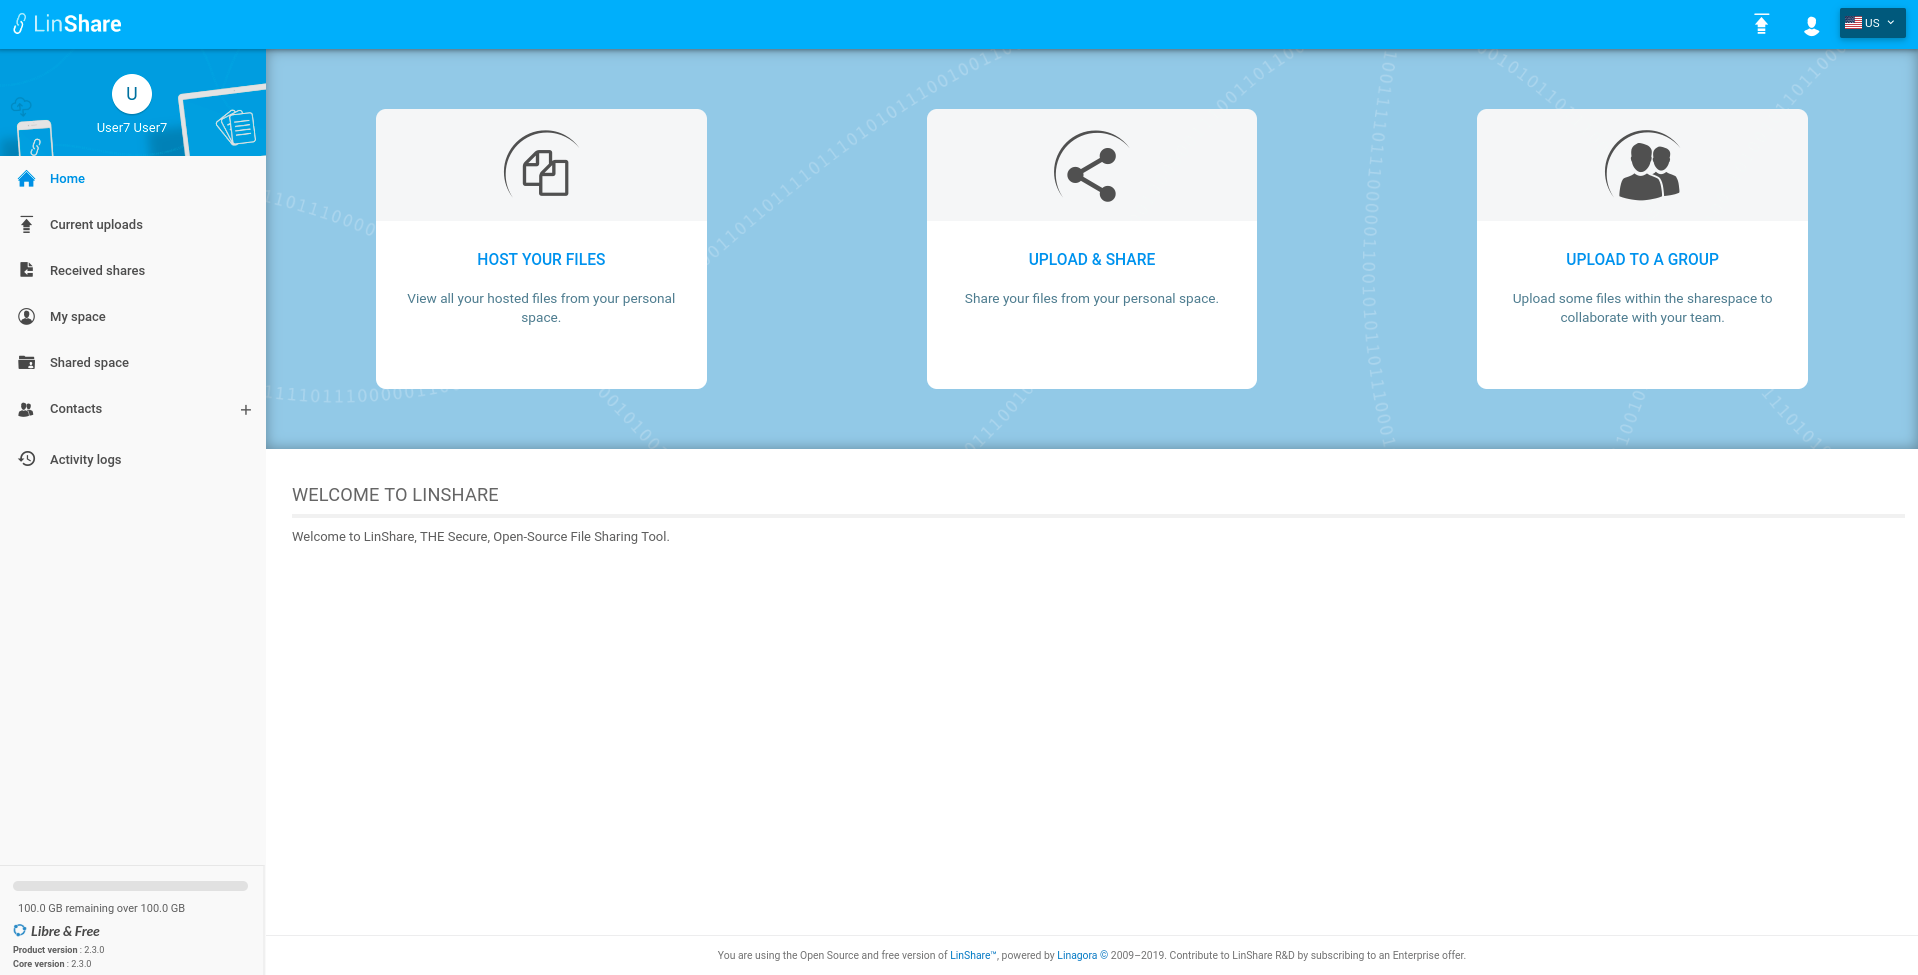 LinShare
US
U
User7 User7
Home
Current uploads
Received shares
My space
Shared space
Contacts
Activity logs
HOST YOUR FILES
View all your hosted files from your personal
space.
UPLOAD & SHARE
Share your files from your personal space.
UPLOAD TO A GROUP
Upload some files within the sharespace to
collaborate with your team.
WELCOME TO LINSHARE
Welcome to LinShare, THE Secure, Open-Source File Sharing Tool.
100.0 GB remaining over 100.0 GB
Libre & Free
Product version : 2.3.0
Core version : 2.3.0
You are using the Open Source and free version of LinShare™, powered by Linagora © 2009–2019. Contribute to LinShare R&D by subscribing to an Enterprise offer.